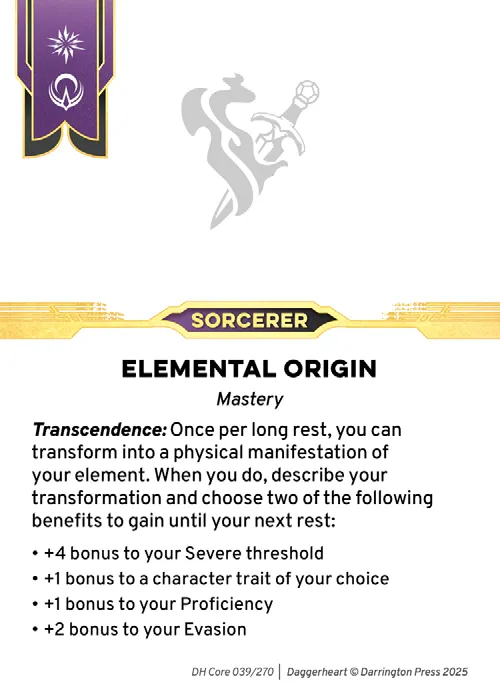 SORCERER
ELEMENTAL ORIGIN
Mastery
Transcendence: Once per long rest, you can
transform into a physical manifestation of
your element. When you do, describe your
transformation and choose two of the following
benefits to gain until your next rest:
• +4 bonus to your Severe threshold
• +1 bonus to a character trait of your choice
• +1 bonus to your Proficiency
• +2 bonus to your Evasion
DH Core 039/270 | Daggerheart © Darrington Press 2025